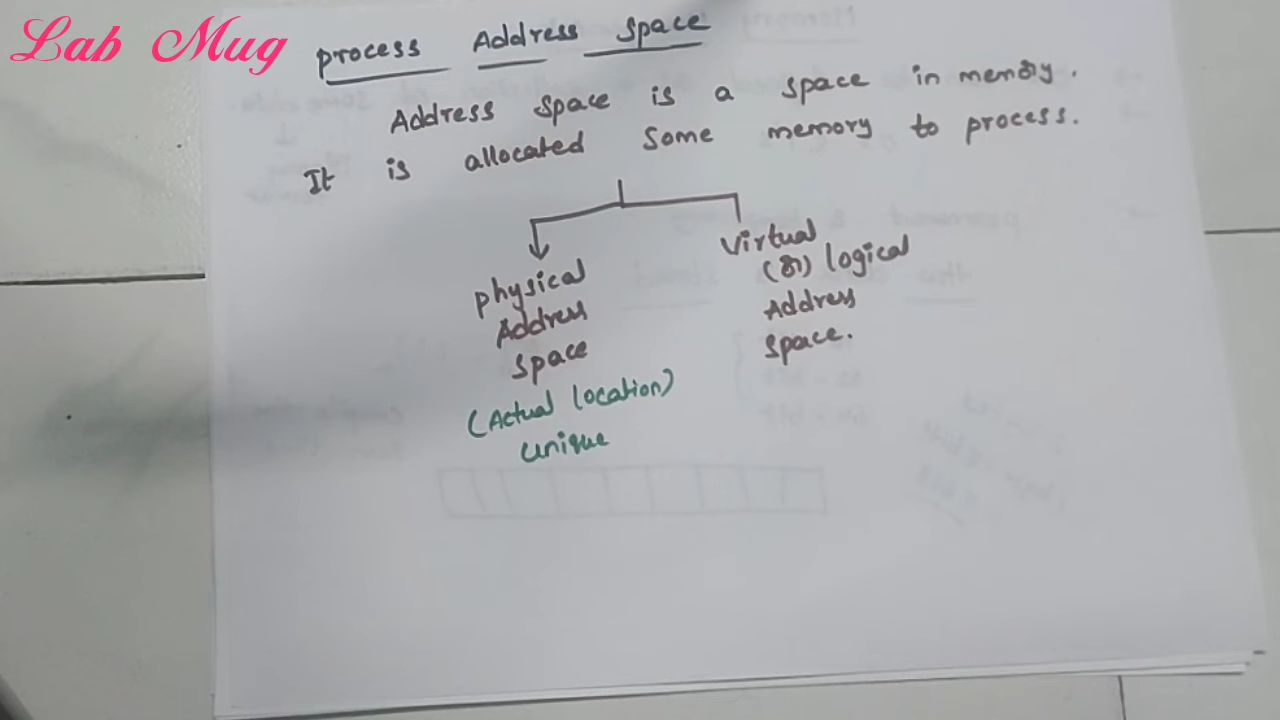 Lab Mug
process Address Space
Address Space is a space in memory.
It is allocated Some memory to process.
physical
Address
Space
(Actual location)
unique
Virtual
(or) logical
Address
Space.